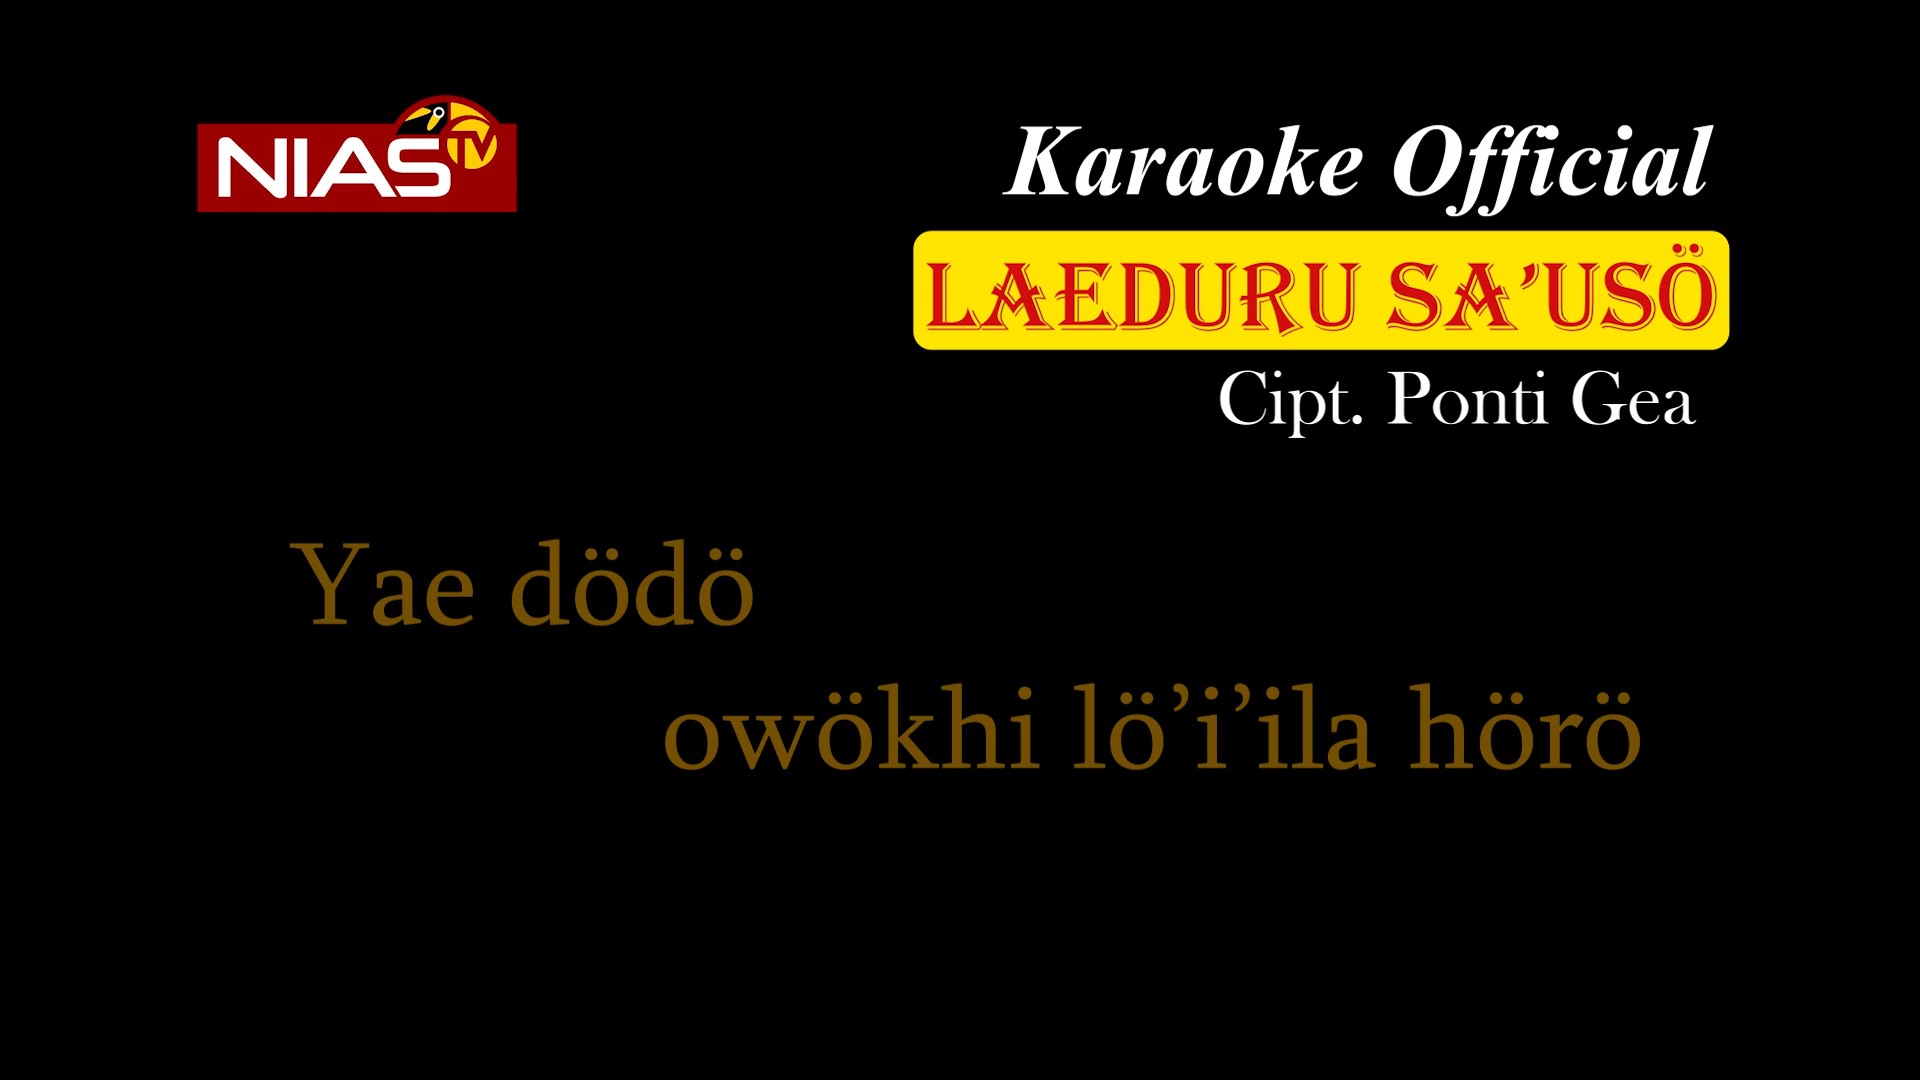 NIAS TV
Karaoke Official
LAEDURU SA’USÖ
Cipt. Ponti Gea
Yae dödö
owökhi lö’i’ila hörö